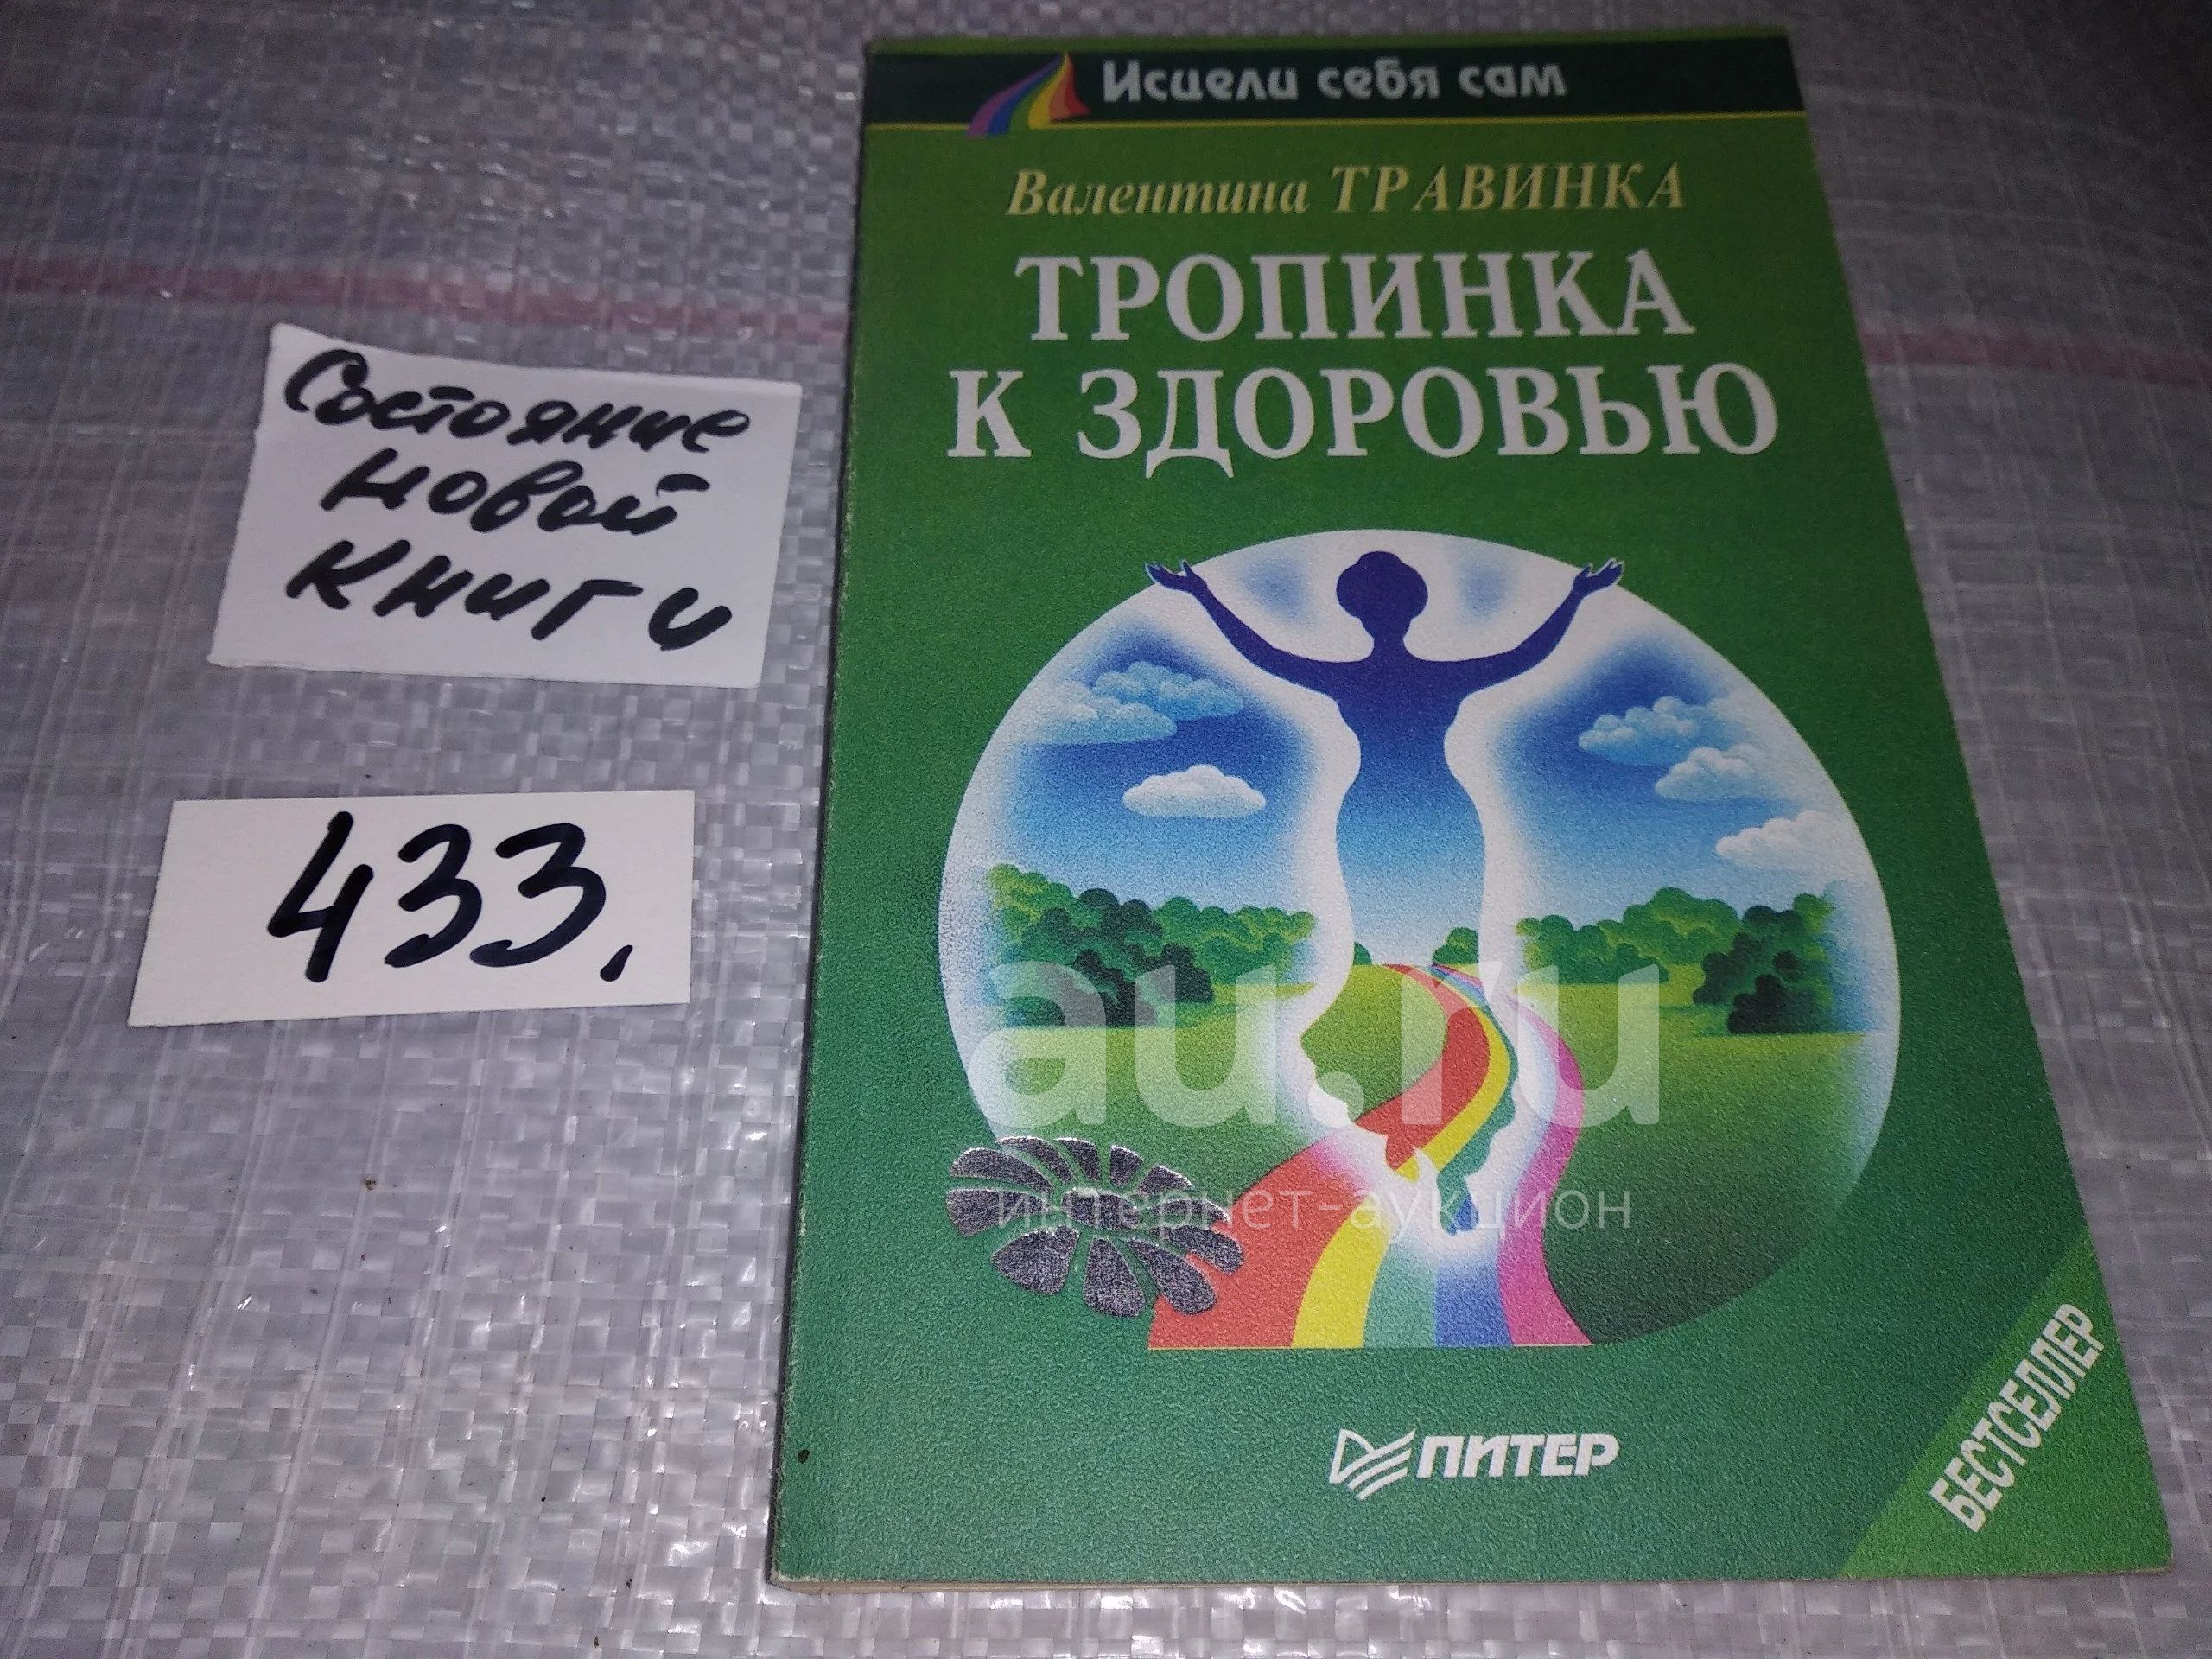 Исцели себя сам
Валентина ТРАВИНКА
ТРОПИНКА
К ЗДОРОВЬЮ
Состояние
новой
книги
433.
au.ru
интернет-аукцион
ПИТЕР
БЕСТСЕЛЛЕР